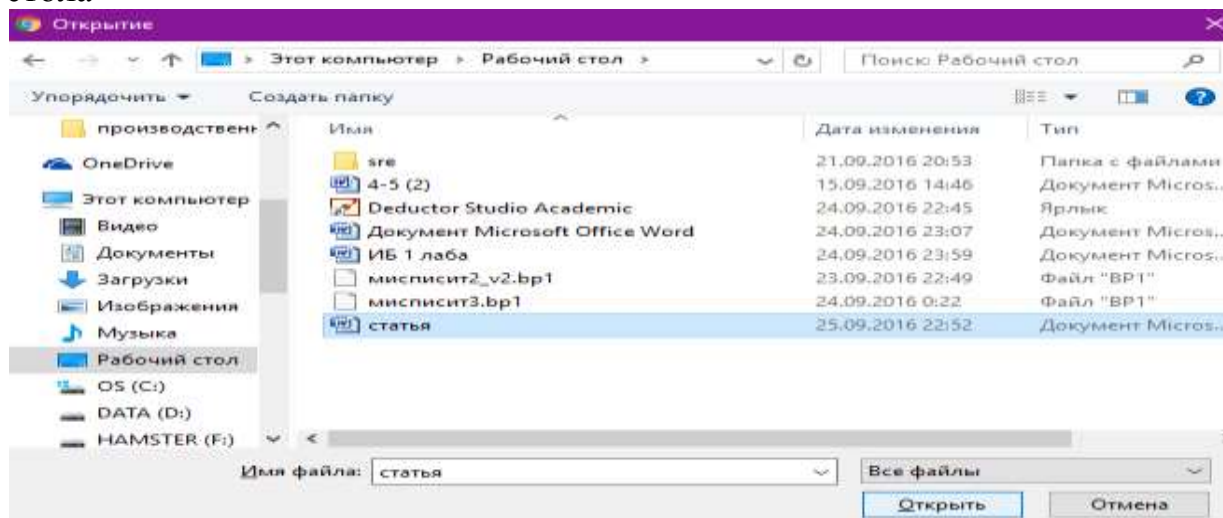 Открытие
Этот компьютер > Рабочий стол >
Поиск: Рабочий стол
Упорядочить
Создать папку
производственн
Имя
Дата изменения
Тип
OneDrive
Этот компьютер
Видео
Документы
Загрузки
Изображения
Музыка
Рабочий стол
OS (C:)
DATA (D:)
HAMSTER (F:)
sre 21.09.2016 20:53 Папка с файлами
4-5 (2) 15.09.2016 14:46 Документ Micros...
Deductor Studio Academic 24.09.2016 22:45 Ярлык
Документ Microsoft Office Word 24.09.2016 23:07 Документ Micros...
ИБ 1 лаба 24.09.2016 23:59 Документ Micros...
мисписит2_v2.bp1 23.09.2016 22:49 Файл "BP1"
мисписит3.bp1 24.09.2016 0:22 Файл "BP1"
статья 25.09.2016 22:52 Документ Micros...
Имя файла: статья
Все файлы
Открыть
Отмена